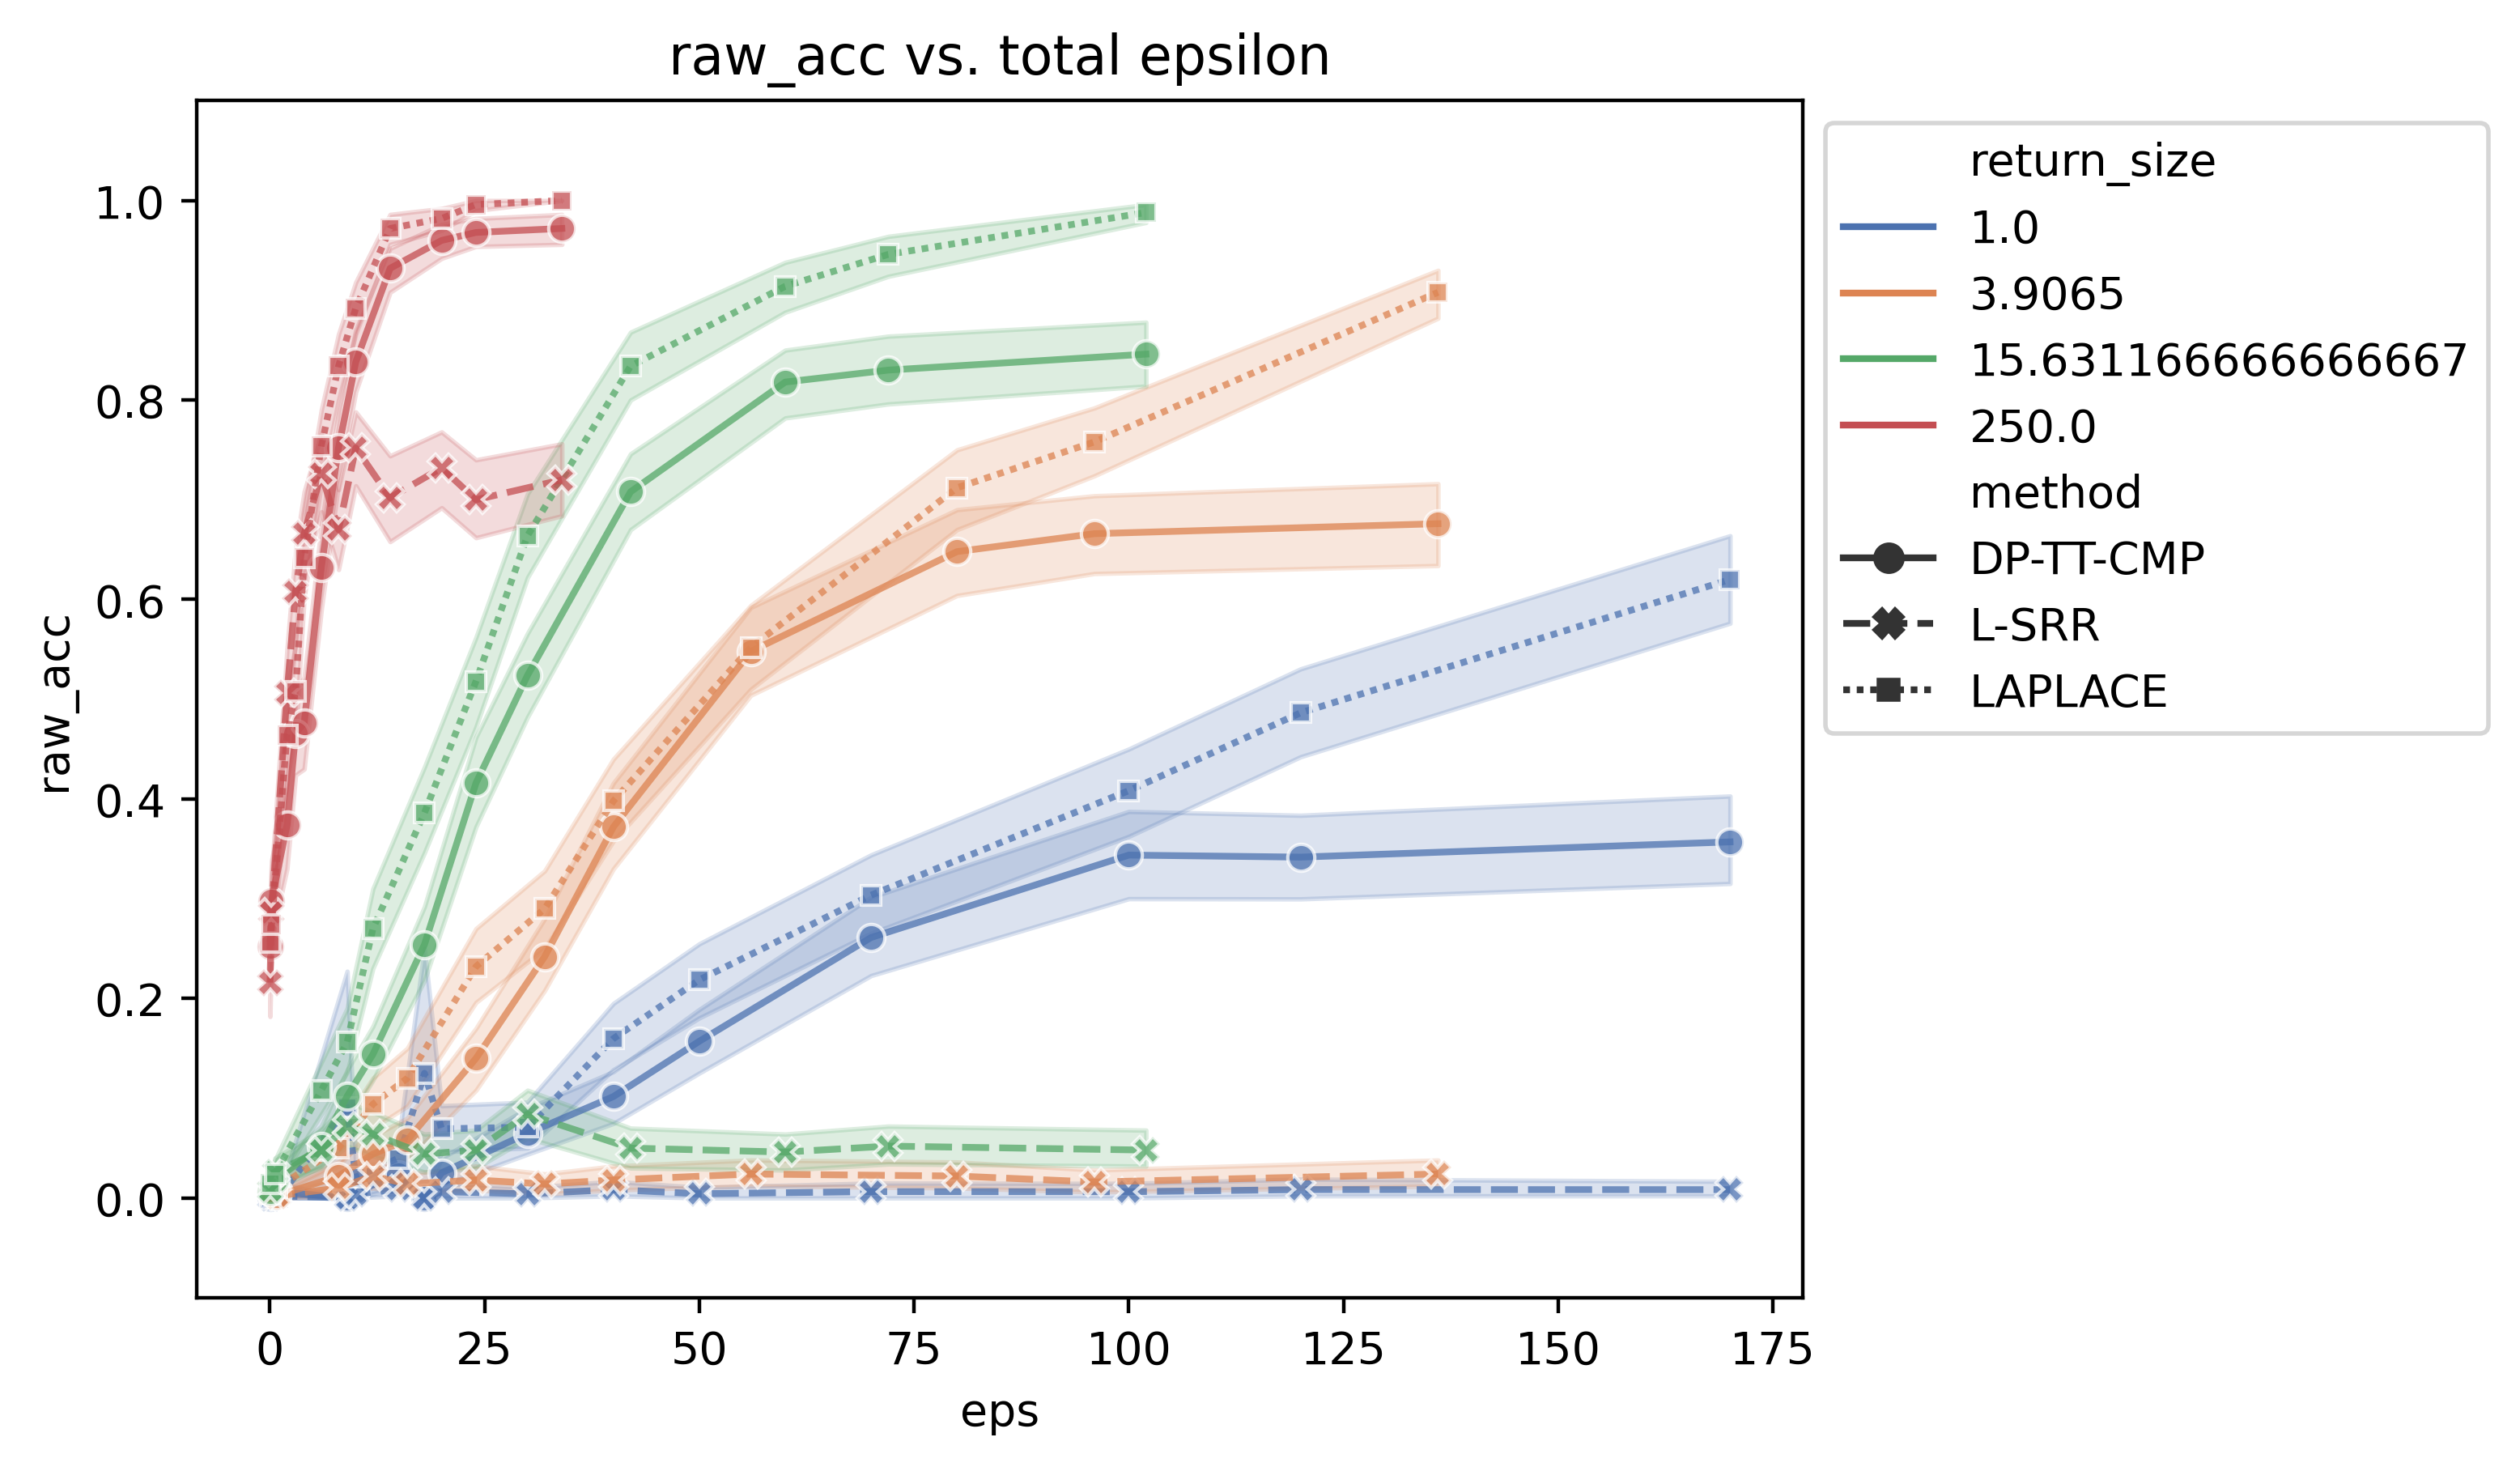 raw_acc vs. total epsilon
raw_acc
1.0
0.8
0.6
0.4
0.2
0.0
0 25 50 75 100 125 150 175
eps
return_size
1.0
3.9065
15.631166666666667
250.0
method
DP-TT-CMP
L-SRR
LAPLACE